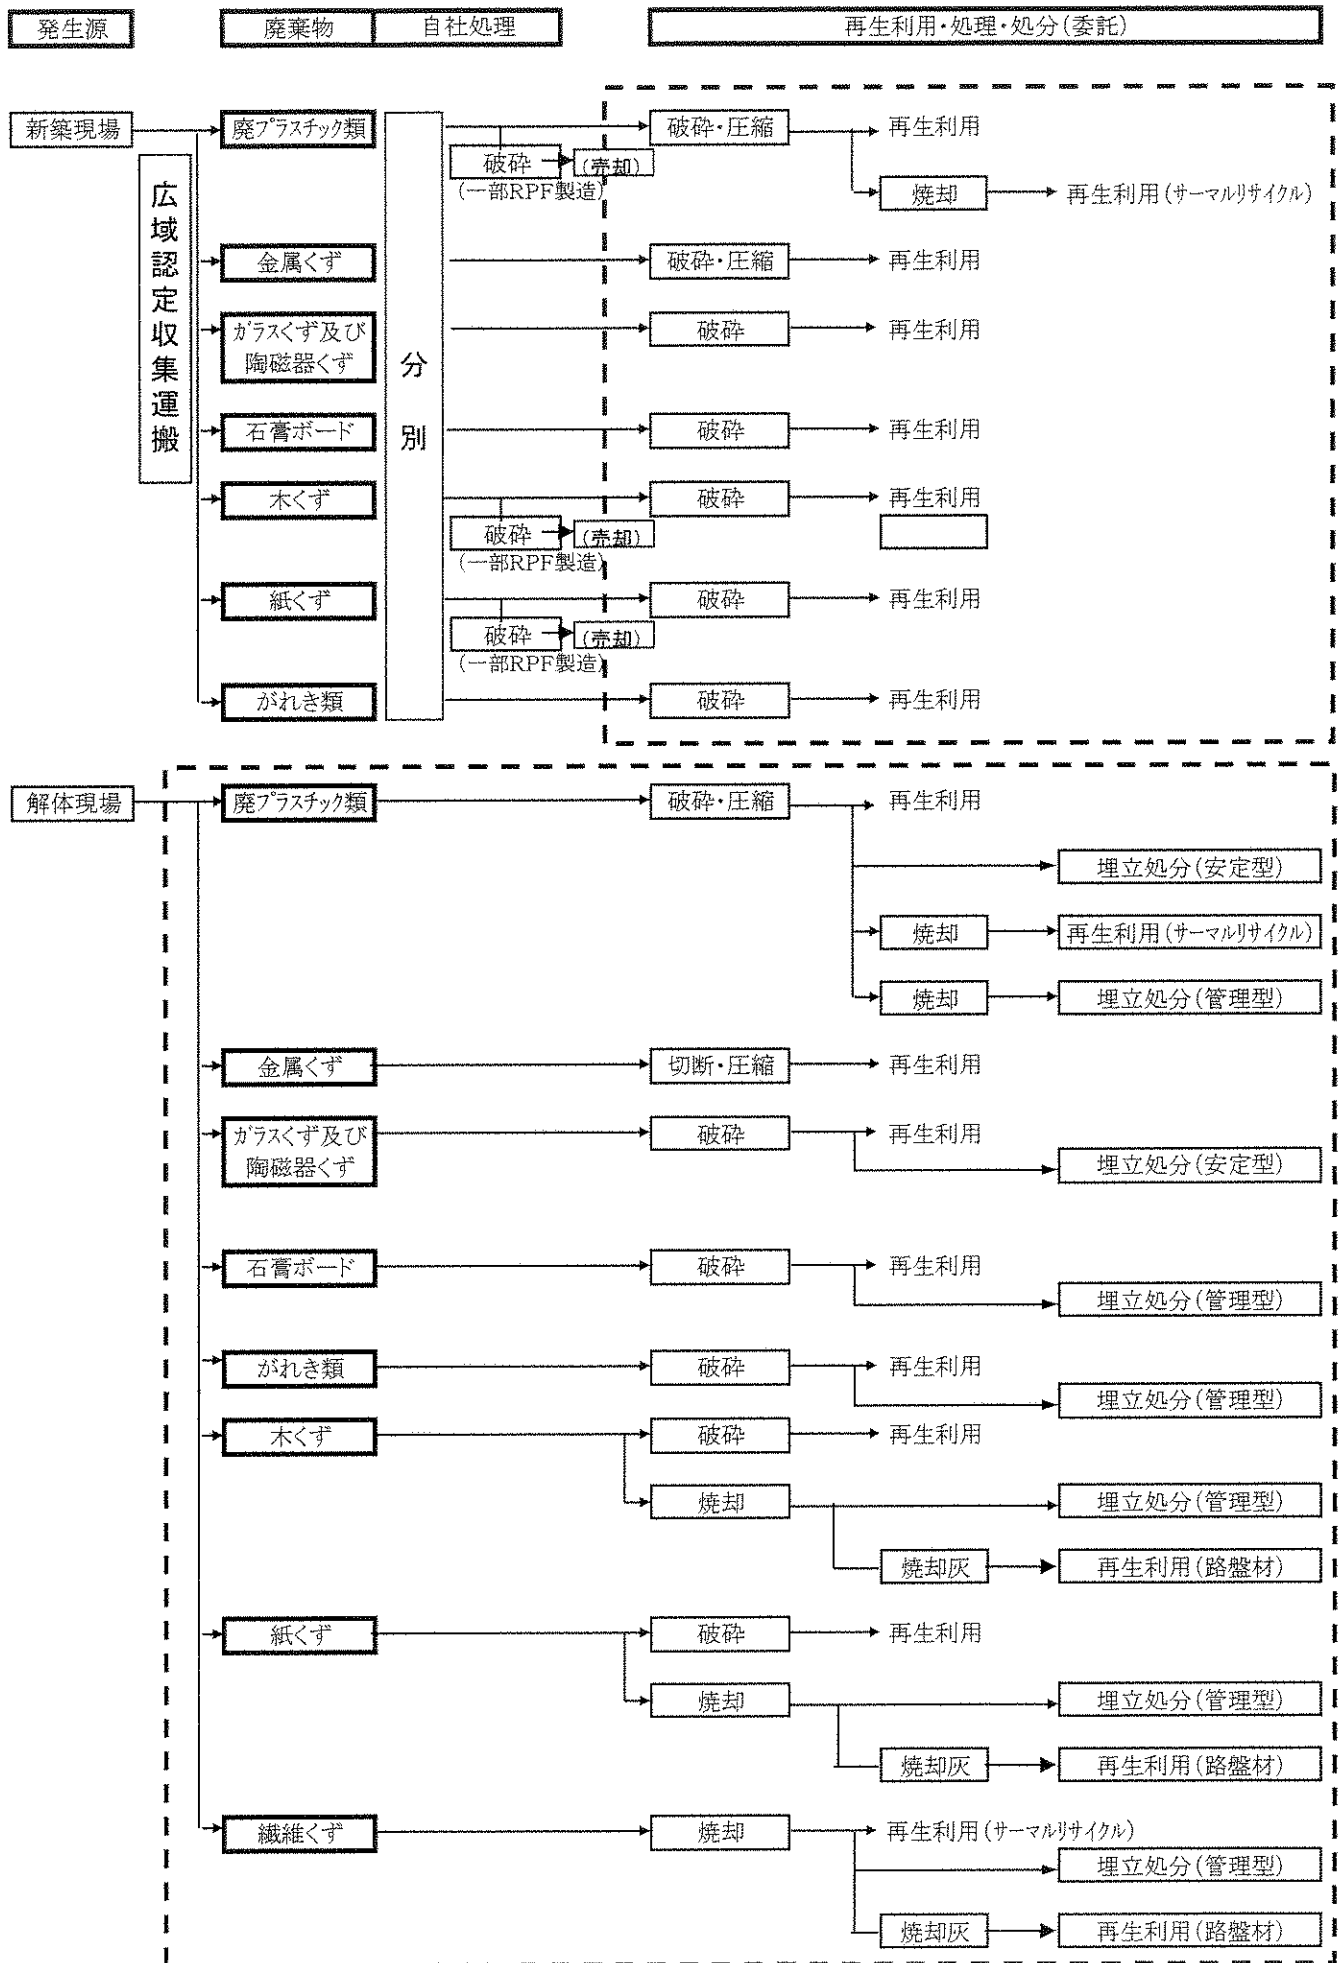 発生源 廃棄物 自社処理 再生利用・処理・処分(委託)
新築現場 廃プラスチック類 破砕・圧縮 再生利用
破砕 (売却)
(一部RPF製造)
焼却 再生利用(サーマルリサイクル)
広域認定収集運搬
分別
金属くず 破砕・圧縮 再生利用
ガラスくず及び 破砕 再生利用
陶磁器くず
石膏ボード 破砕 再生利用
木くず 破砕 再生利用
破砕 (売却)
(一部RPF製造)
紙くず 破砕 再生利用
破砕 (売却)
(一部RPF製造)
がれき類 破砕 再生利用
解体現場 廃プラスチック類 破砕・圧縮 再生利用
埋立処分(安定型)
焼却 再生利用(サーマルリサイクル)
焼却 埋立処分(管理型)
金属くず 切断・圧縮 再生利用
ガラスくず及び 破砕 再生利用
陶磁器くず 埋立処分(安定型)
石膏ボード 破砕 再生利用
埋立処分(管理型)
がれき類 破砕 再生利用
埋立処分(管理型)
木くず 破砕 再生利用
焼却 埋立処分(管理型)
焼却灰 再生利用(路盤材)
紙くず 破砕 再生利用
焼却 埋立処分(管理型)
焼却灰 再生利用(路盤材)
繊維くず 焼却 再生利用(サーマルリサイクル)
埋立処分(管理型)
焼却灰 再生利用(路盤材)